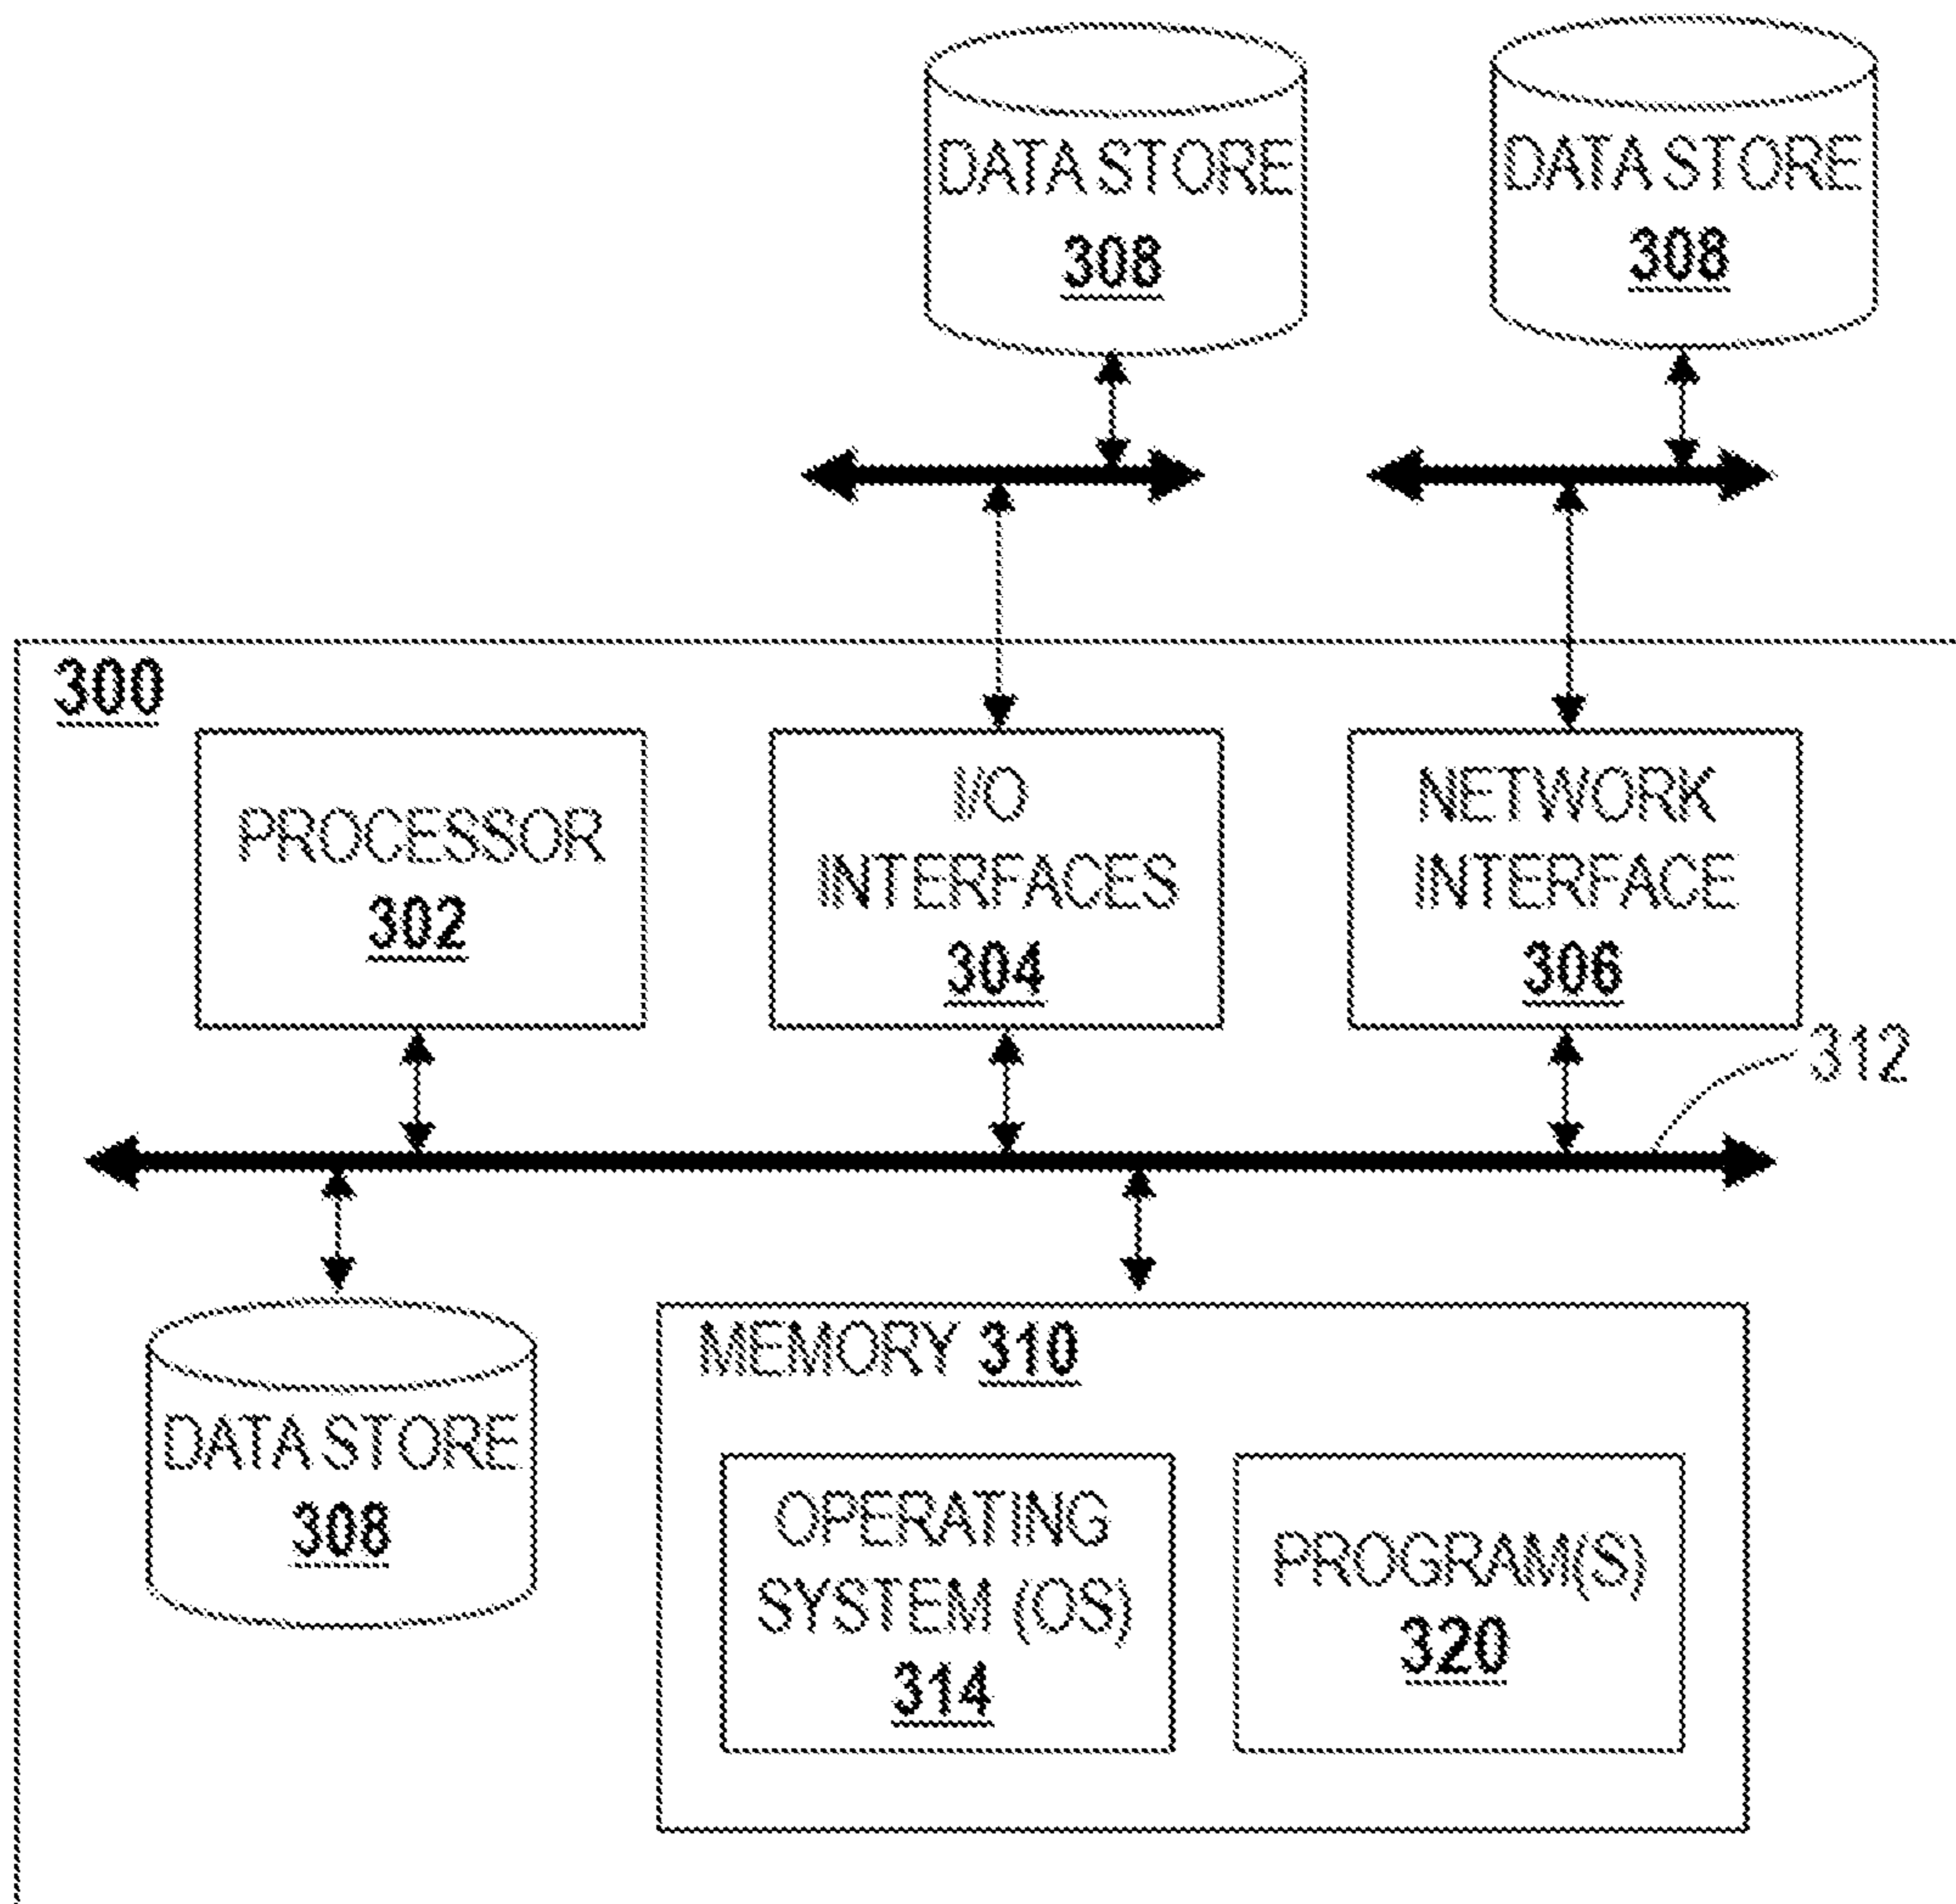 DATA STORE
308
DATA STORE
308
300
PROCESSOR
302
I/O
INTERFACES
304
NETWORK
INTERFACE
306
312
DATA STORE
308
MEMORY 310
OPERATING
SYSTEM (OS)
314
PROGRAM(S)
320